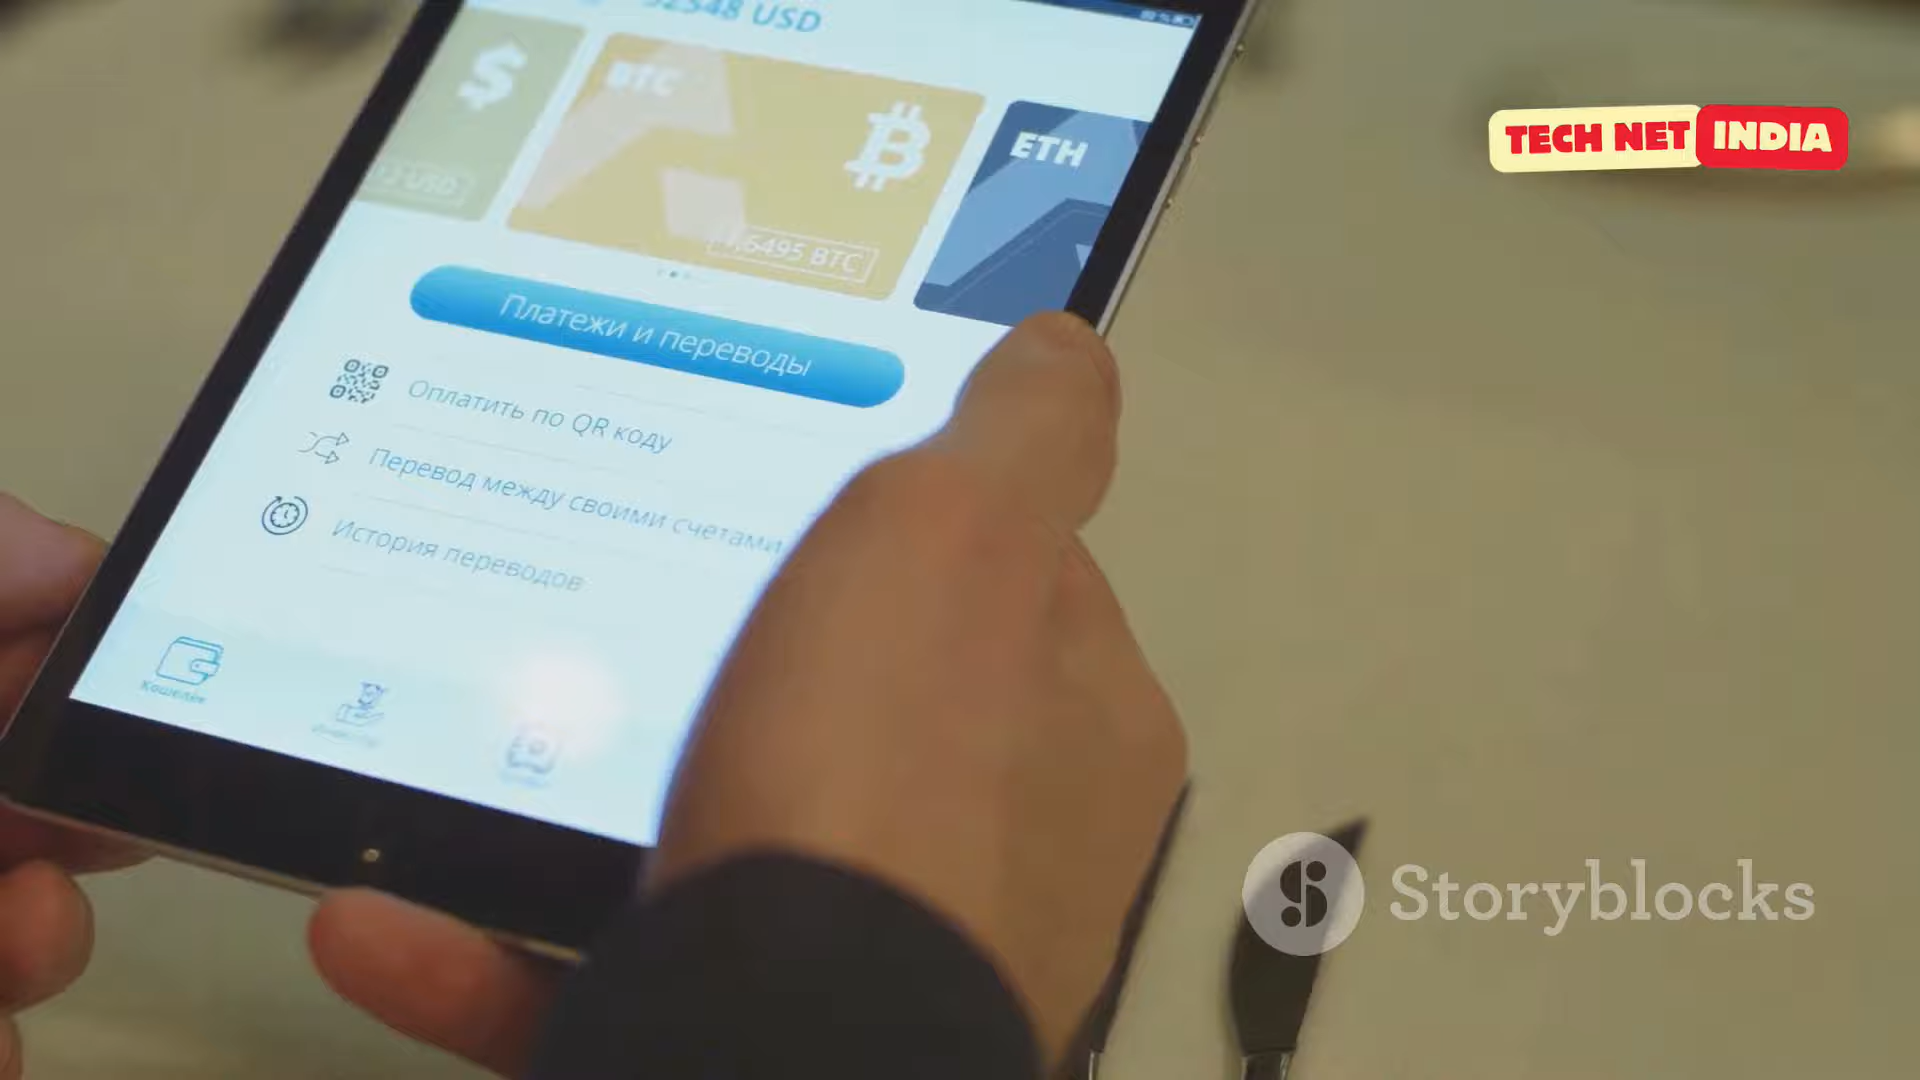 52548 USD
$
BTC
ETH
TECH NET INDIA
6495 BTC
Платежи и переводы
Оплатить по QR коду
Перевод между своими счетами
История переводов
Кошелёк
Storyblocks